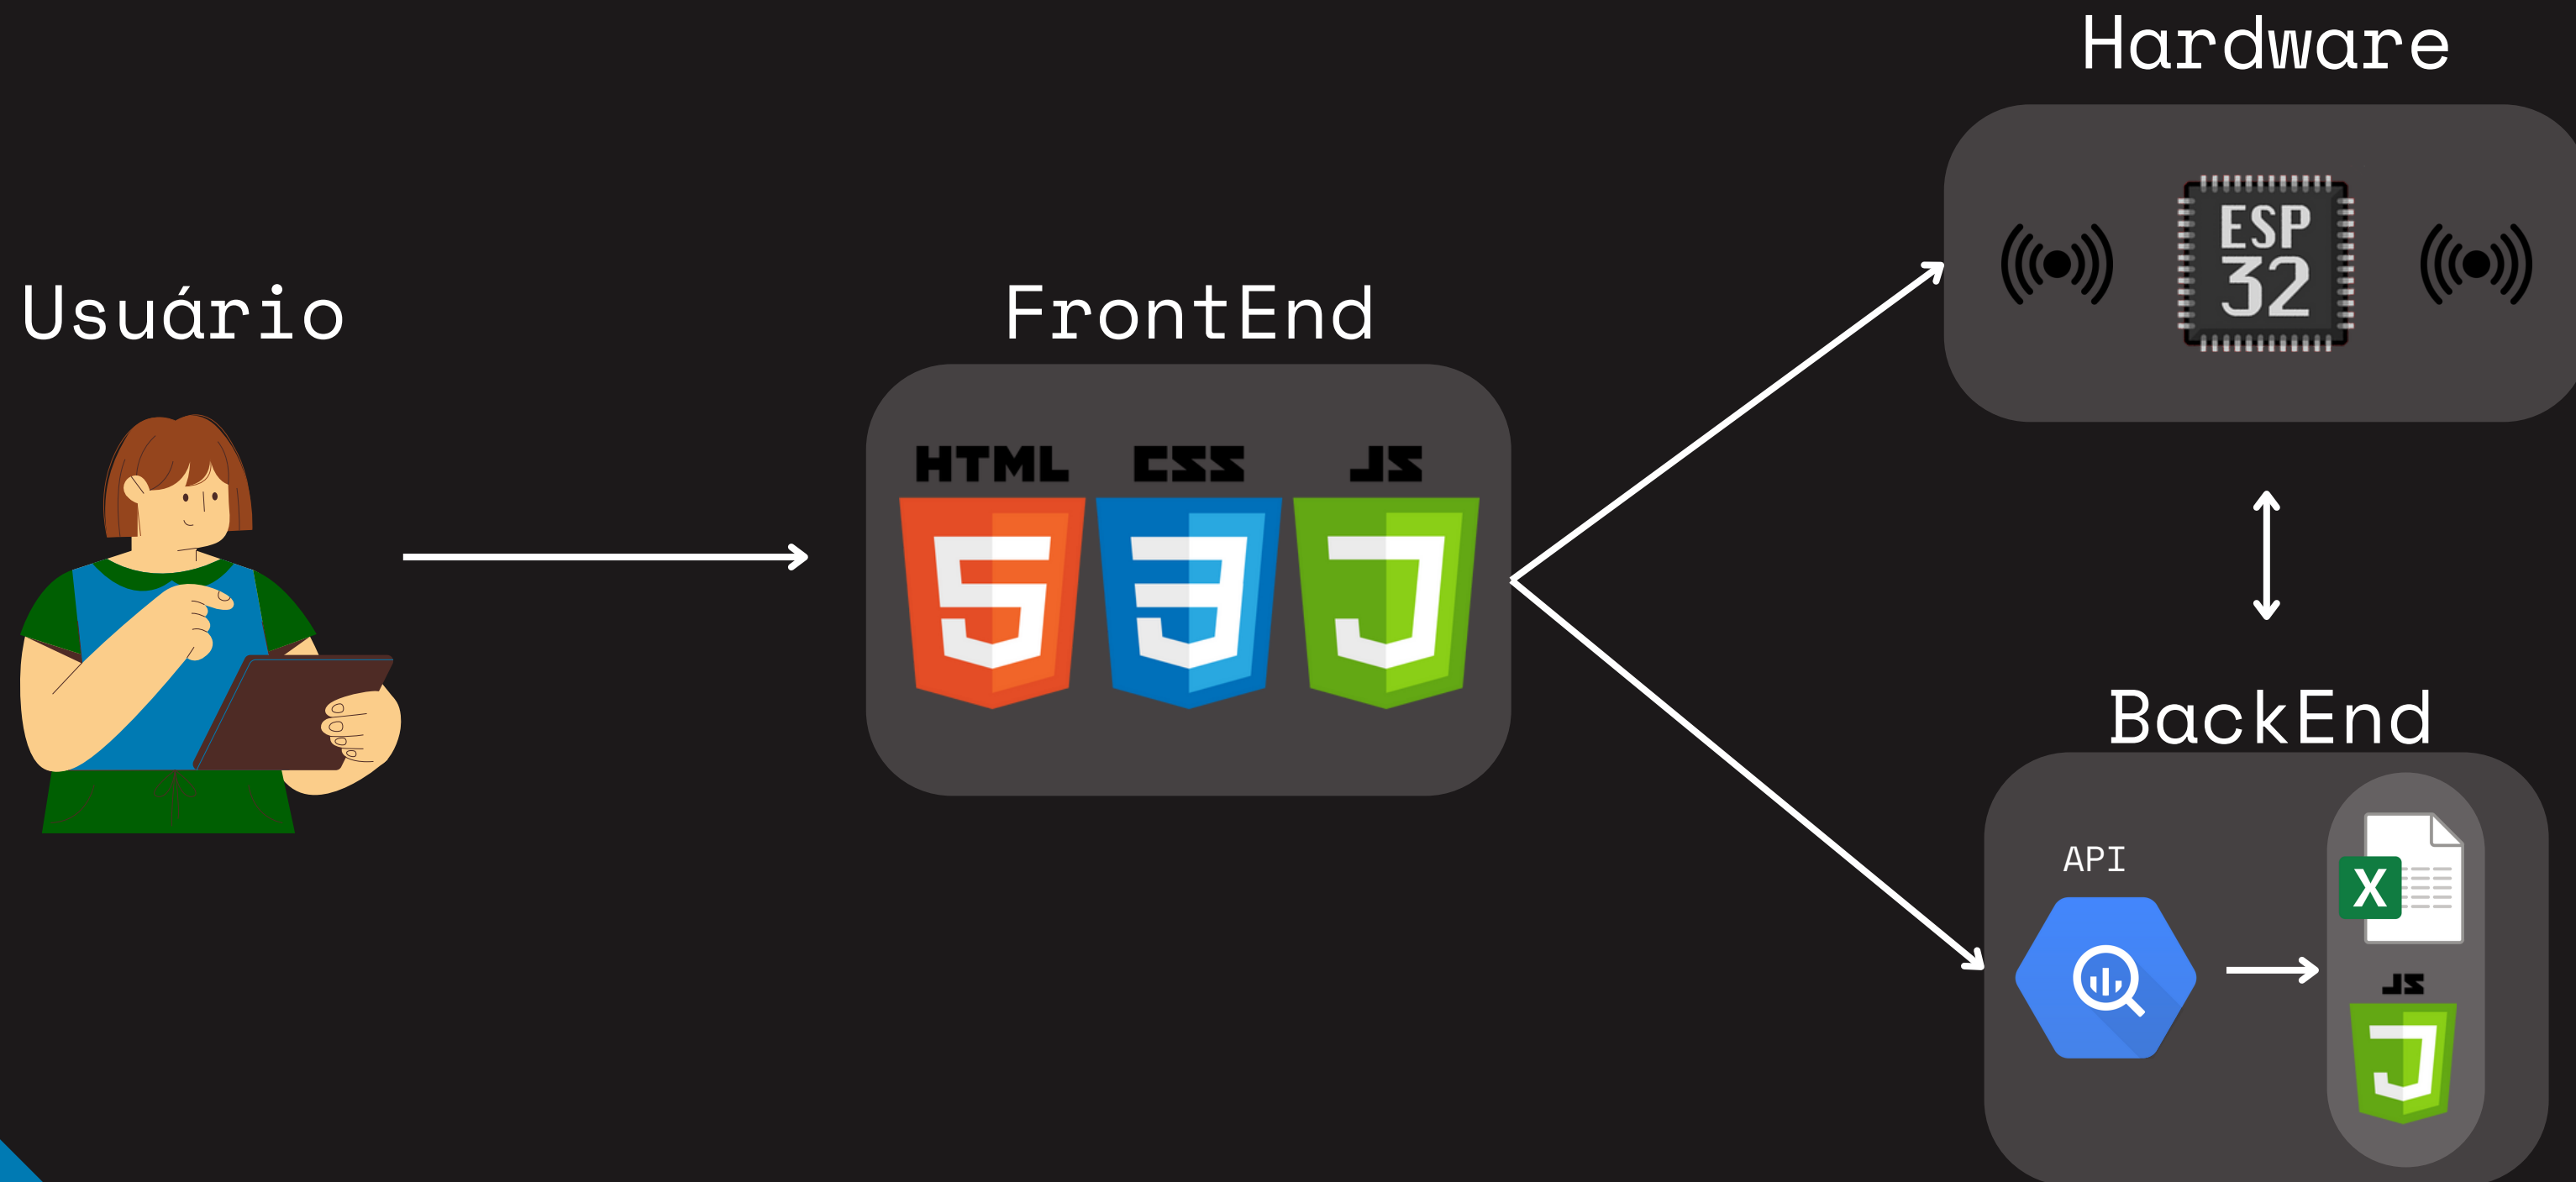 Hardware
ESP
32
Usuário
FrontEnd
HTML CSS JS
BackEnd
API
X
JS